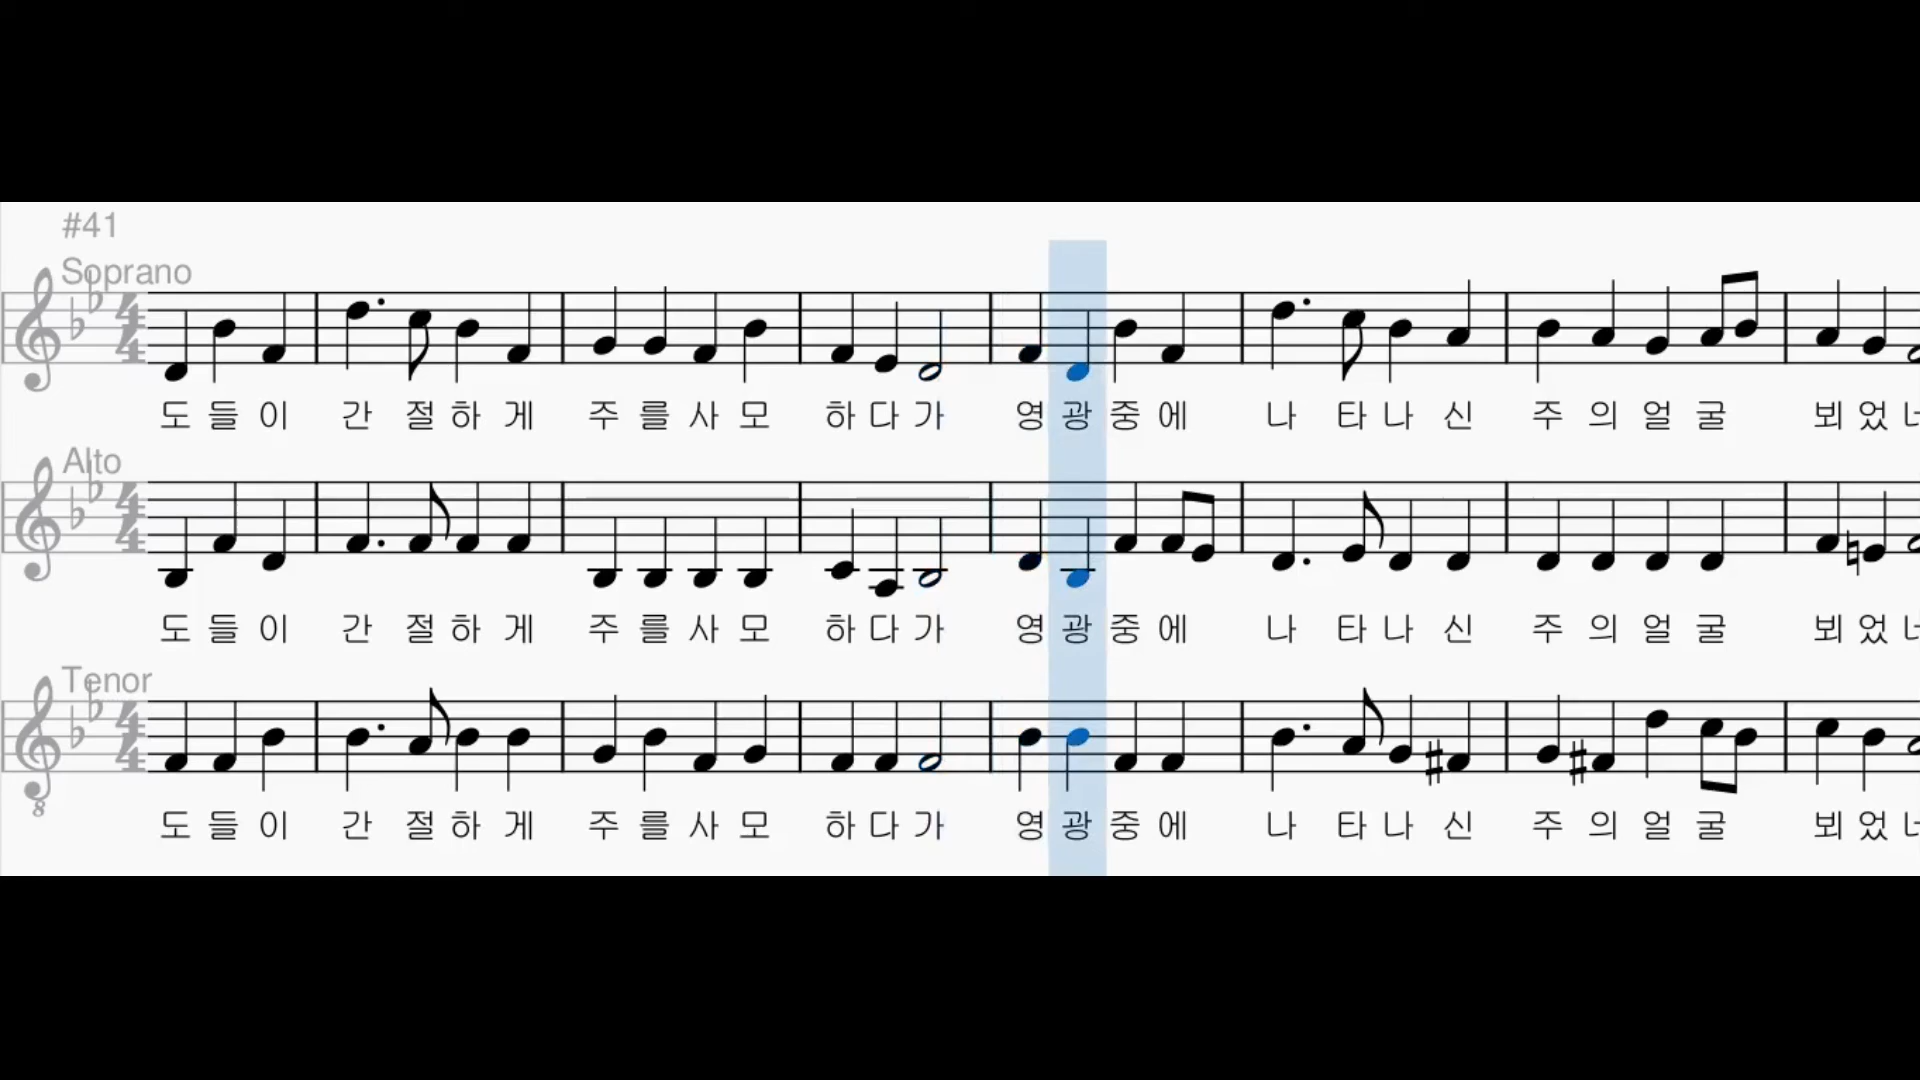 #41
Soprano
도 들 이 간 절 하 게 주 를 사 모 하 다 가 영 광 중 에 나 타 나 신 주 의 얼 굴 뵈 었
Alto
도 들 이 간 절 하 게 주 를 사 모 하 다 가 영 광 중 에 나 타 나 신 주 의 얼 굴 뵈 었
Tenor
8
도 들 이 간 절 하 게 주 를 사 모 하 다 가 영 광 중 에 나 타 나 신 주 의 얼 굴 뵈 었